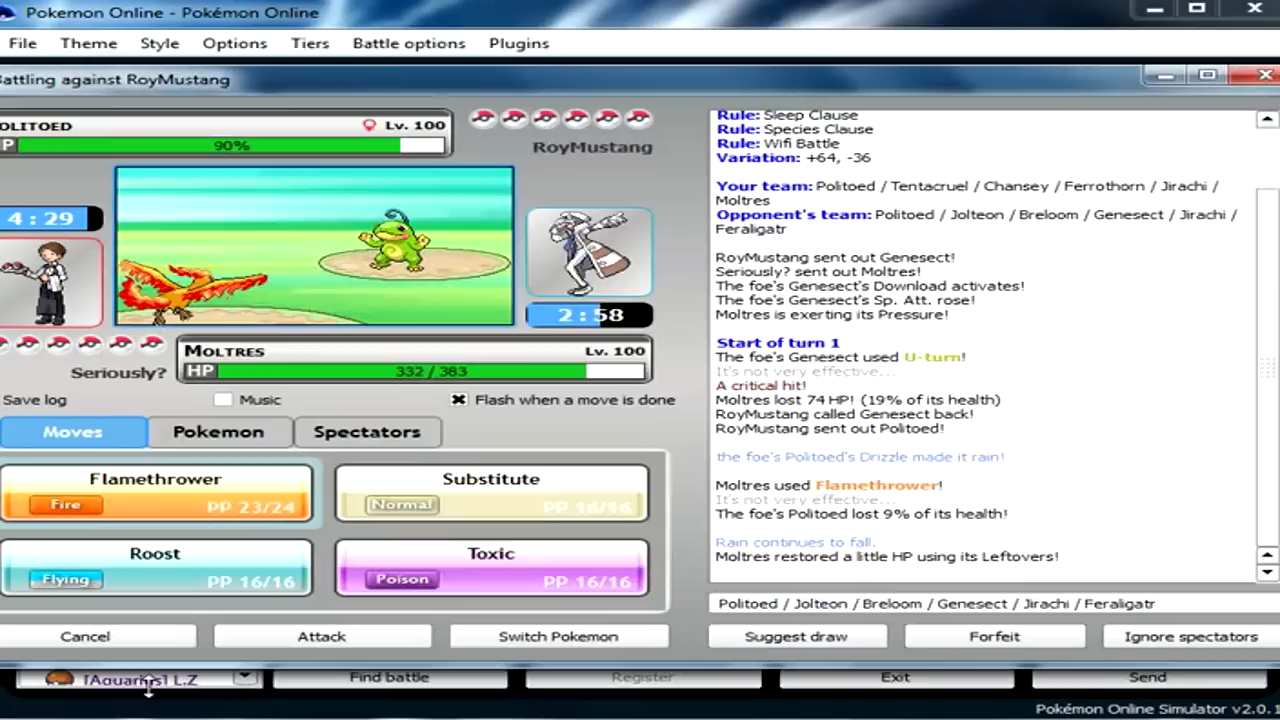 Pokemon Online - Pokémon Online
File Theme Style Options Tiers Battle options Plugins
attling against RoyMustang
OLITOED Lv. 100
P 90%
RoyMustang
4:29
2:58
MOLTRES Lv. 100
HP 332 / 383
Seriously?
Save log Music Flash when a move is done
Moves Pokemon Spectators
Flamethrower
Fire PP 23/24
Substitute
Normal PP 16/16
Roost
Flying PP 16/16
Toxic
Poison PP 16/16
Cancel Attack Switch Pokemon
Rule: Sleep Clause
Rule: Species Clause
Rule: Wifi Battle
Variation: +64, -36
Your team: Politoed / Tentacruel / Chansey / Ferrothorn / Jirachi /
Moltres
Opponent's team: Politoed / Jolteon / Breloom / Genesect / Jirachi /
Feraligatr
RoyMustang sent out Genesect!
Seriously? sent out Moltres!
The foe's Genesect's Download activates!
The foe's Genesect's Sp. Att. rose!
Moltres is exerting its Pressure!
Start of turn 1
The foe's Genesect used U-turn!
It's not very effective...
A critical hit!
Moltres lost 74 HP! (19% of its health)
RoyMustang called Genesect back!
RoyMustang sent out Politoed!
the foe's Politoed's Drizzle made it rain!
Moltres used Flamethrower!
It's not very effective...
The foe's Politoed lost 9% of its health!
Rain continues to fall.
Moltres restored a little HP using its Leftovers!
Politoed / Jolteon / Breloom / Genesect / Jirachi / Feraligatr
Suggest draw Forfeit Ignore spectators
[Aquarius] L.Z Find battle Register Exit Send
Pokémon Online Simulator v2.0.1